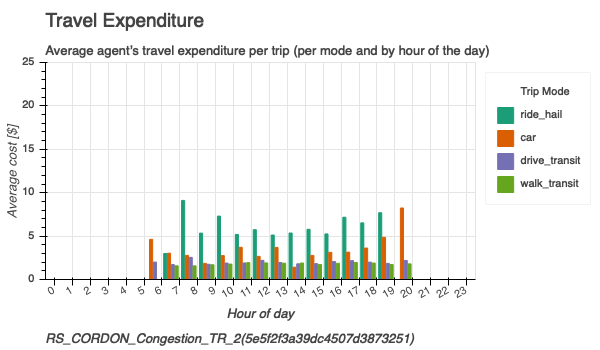 Travel Expenditure
Average agent's travel expenditure per trip (per mode and by hour of the day)
25
20
15
10
5
0
Average cost [$]
0 1 2 3 4 5 6 7 8 9 10 11 12 13 14 15 16 17 18 19 20 21 22 23
Hour of day
Trip Mode
ride_hail
car
drive_transit
walk_transit
RS_CORDON_Congestion_TR_2(5e5f2f3a39dc4507d3873251)